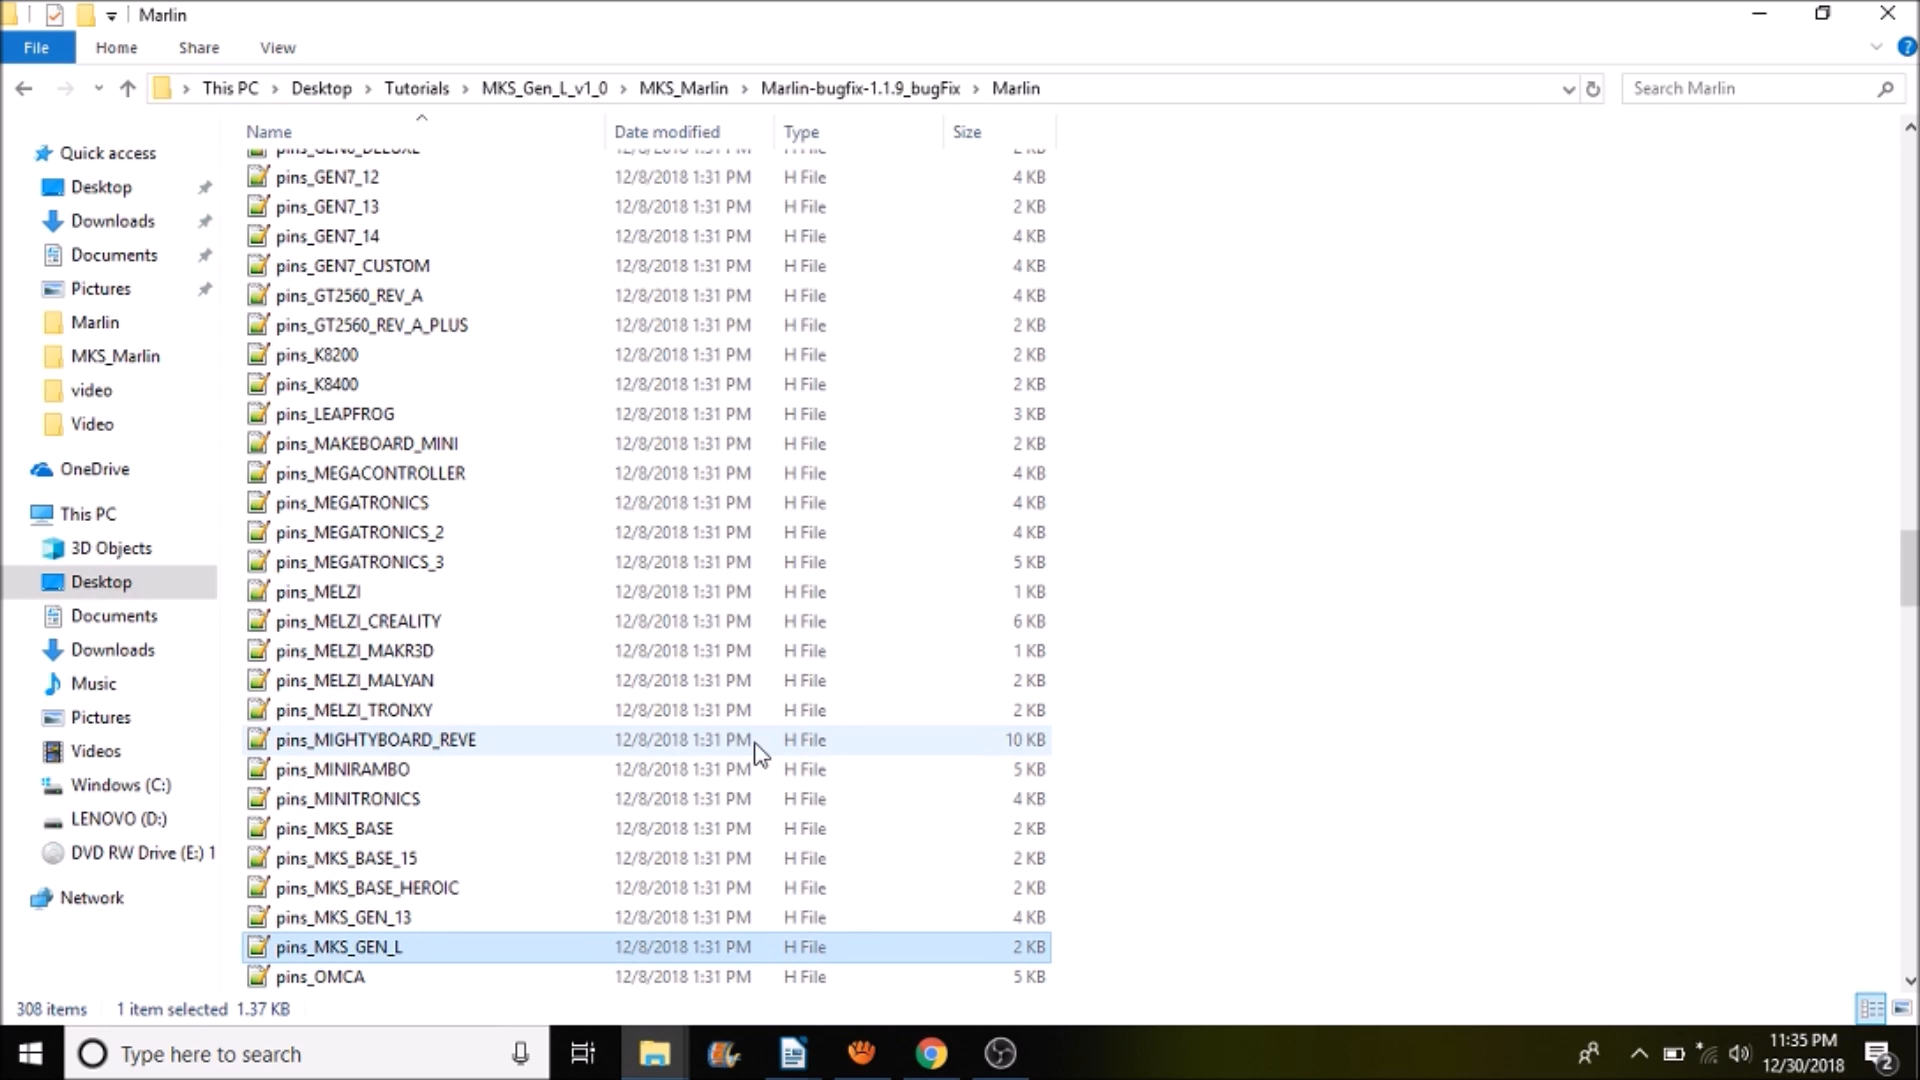 Marlin
File Home Share View
This PC Desktop Tutorials MKS_Gen_L_v1_0 MKS_Marlin Marlin-bugfix-1.1.9_bugFix Marlin
Search Marlin
Name Date modified Type Size
Quick access
Desktop
Downloads
Documents
Pictures
Marlin
MKS_Marlin
video
Video
OneDrive
This PC
3D Objects
Desktop
Documents
Downloads
Music
Pictures
Videos
Windows (C:)
LENOVO (D:)
DVD RW Drive (E:) 1
Network
pins_GEN7_12 12/8/2018 1:31 PM H File 4 KB
pins_GEN7_13 12/8/2018 1:31 PM H File 2 KB
pins_GEN7_14 12/8/2018 1:31 PM H File 4 KB
pins_GEN7_CUSTOM 12/8/2018 1:31 PM H File 4 KB
pins_GT2560_REV_A 12/8/2018 1:31 PM H File 4 KB
pins_GT2560_REV_A_PLUS 12/8/2018 1:31 PM H File 2 KB
pins_K8200 12/8/2018 1:31 PM H File 2 KB
pins_K8400 12/8/2018 1:31 PM H File 2 KB
pins_LEAPFROG 12/8/2018 1:31 PM H File 3 KB
pins_MAKEBOARD_MINI 12/8/2018 1:31 PM H File 2 KB
pins_MEGACONTROLLER 12/8/2018 1:31 PM H File 4 KB
pins_MEGATRONICS 12/8/2018 1:31 PM H File 4 KB
pins_MEGATRONICS_2 12/8/2018 1:31 PM H File 4 KB
pins_MEGATRONICS_3 12/8/2018 1:31 PM H File 5 KB
pins_MELZI 12/8/2018 1:31 PM H File 1 KB
pins_MELZI_CREALITY 12/8/2018 1:31 PM H File 6 KB
pins_MELZI_MAKR3D 12/8/2018 1:31 PM H File 1 KB
pins_MELZI_MALYAN 12/8/2018 1:31 PM H File 2 KB
pins_MELZI_TRONXY 12/8/2018 1:31 PM H File 2 KB
pins_MIGHTYBOARD_REVE 12/8/2018 1:31 PM H File 10 KB
pins_MINIRAMBO 12/8/2018 1:31 PM H File 5 KB
pins_MINITRONICS 12/8/2018 1:31 PM H File 4 KB
pins_MKS_BASE 12/8/2018 1:31 PM H File 2 KB
pins_MKS_BASE_15 12/8/2018 1:31 PM H File 2 KB
pins_MKS_BASE_HEROIC 12/8/2018 1:31 PM H File 2 KB
pins_MKS_GEN_13 12/8/2018 1:31 PM H File 4 KB
pins_MKS_GEN_L 12/8/2018 1:31 PM H File 2 KB
pins_OMCA 12/8/2018 1:31 PM H File 5 KB
308 items 1 item selected 1.37 KB
Type here to search
11:35 PM
12/30/2018
2